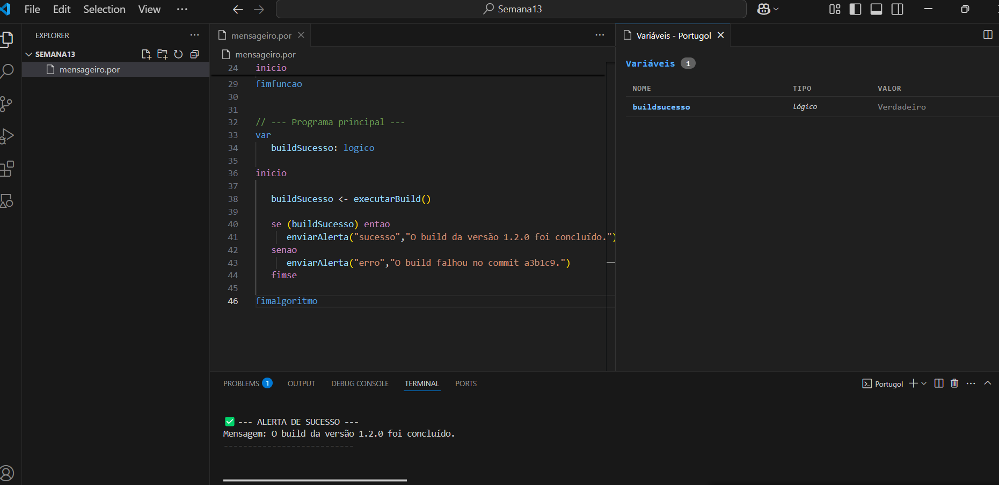 File Edit Selection View ···
Semana13
EXPLORER
SEMANA13
mensageiro.por
mensageiro.por
mensageiro.por
24 inicio
29 fimfuncao
30
31
32 // --- Programa principal ---
33 var
34 buildSucesso: logico
35
36 inicio
37
38 buildSucesso <- executarBuild()
39
40 se (buildSucesso) entao
41 enviarAlerta("sucesso","O build da versão 1.2.0 foi concluído.")
42 senao
43 enviarAlerta("erro","O build falhou no commit a3b1c9.")
44 fimse
45
46 fimalgoritmo
Variáveis - Portugol
Variáveis 1
NOME TIPO VALOR
buildsucesso lógico Verdadeiro
PROBLEMS 1 OUTPUT DEBUG CONSOLE TERMINAL PORTS
Portugol
✅ --- ALERTA DE SUCESSO ---
Mensagem: O build da versão 1.2.0 foi concluído.
---------------------------